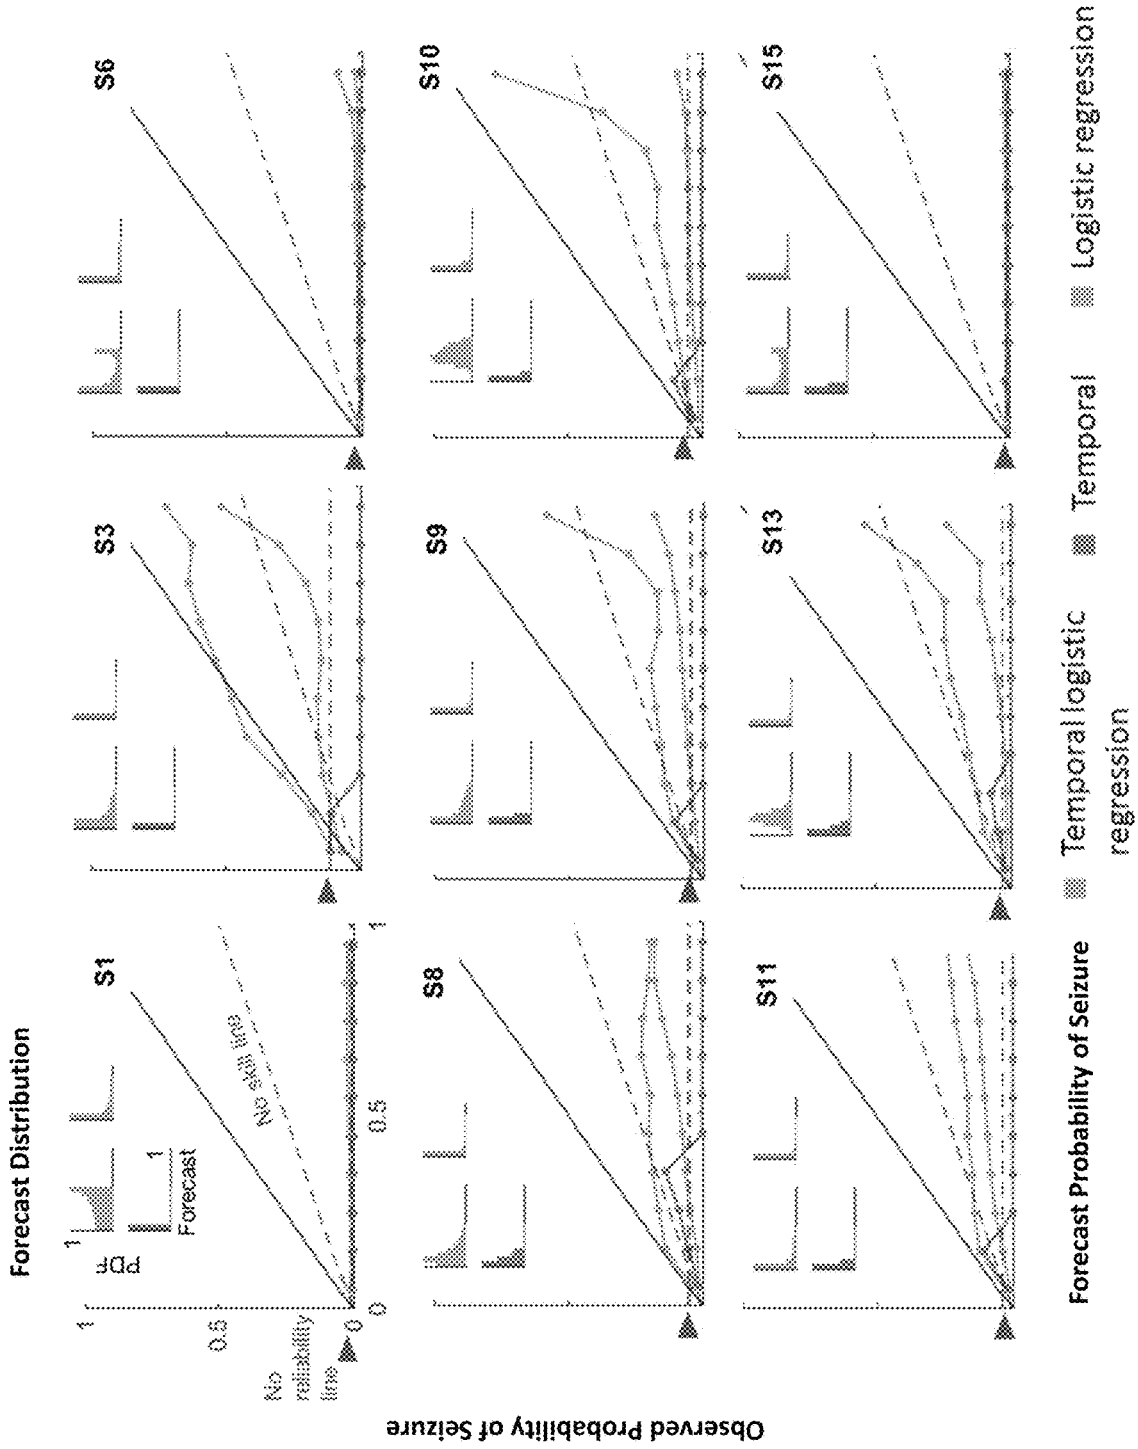 Forecast Distribution
1
PDF
1
Forecast
S1
S3
S6
1
0.5
No skill line
No
reliability
line
0
0
0.5
1
S8
S9
S10
S11
S13
S15
Observed Probability of Seizure
Forecast Probability of Seizure
Temporal logistic
regression
Temporal
Logistic regression